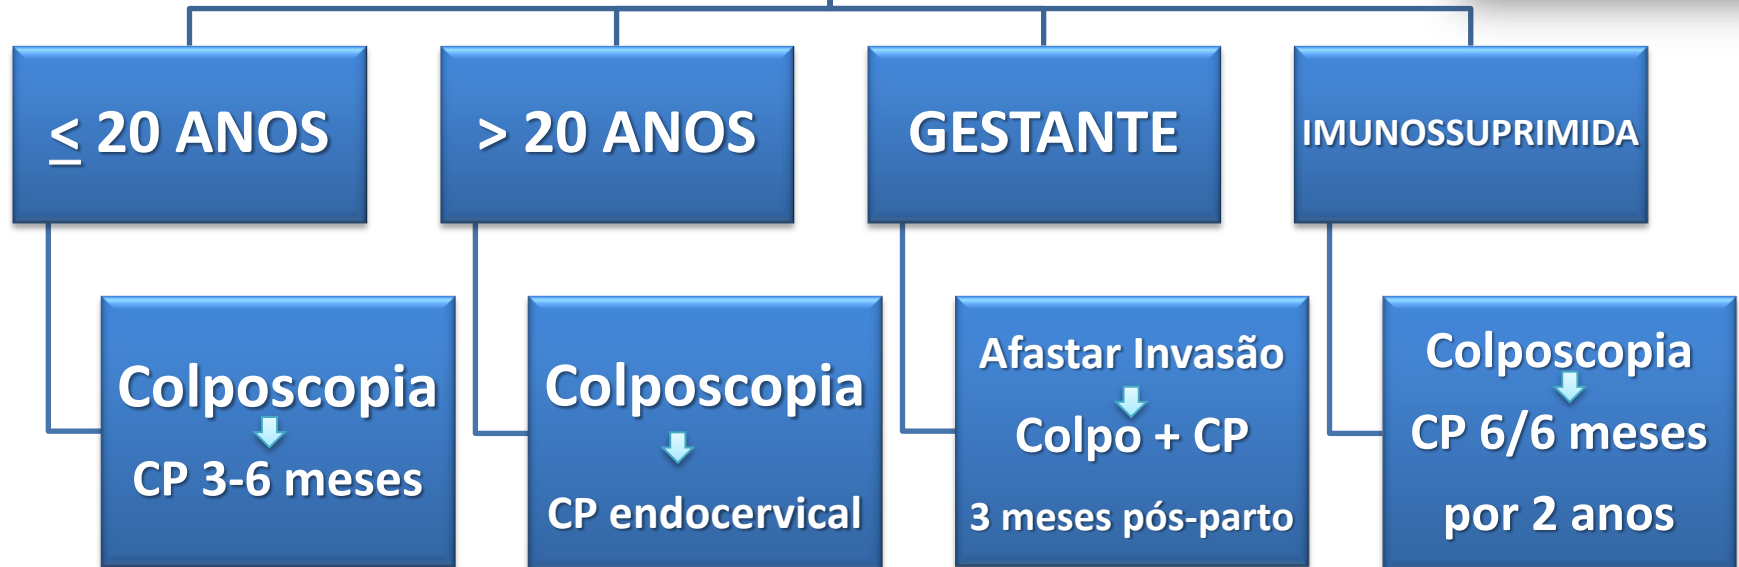 ≤ 20 ANOS
> 20 ANOS
GESTANTE
IMUNOSSUPRIMIDA
Colposcopia
CP 3-6 meses
Colposcopia
CP endocervical
Afastar Invasão
Colpo + CP
3 meses pós-parto
Colposcopia
CP 6/6 meses
por 2 anos